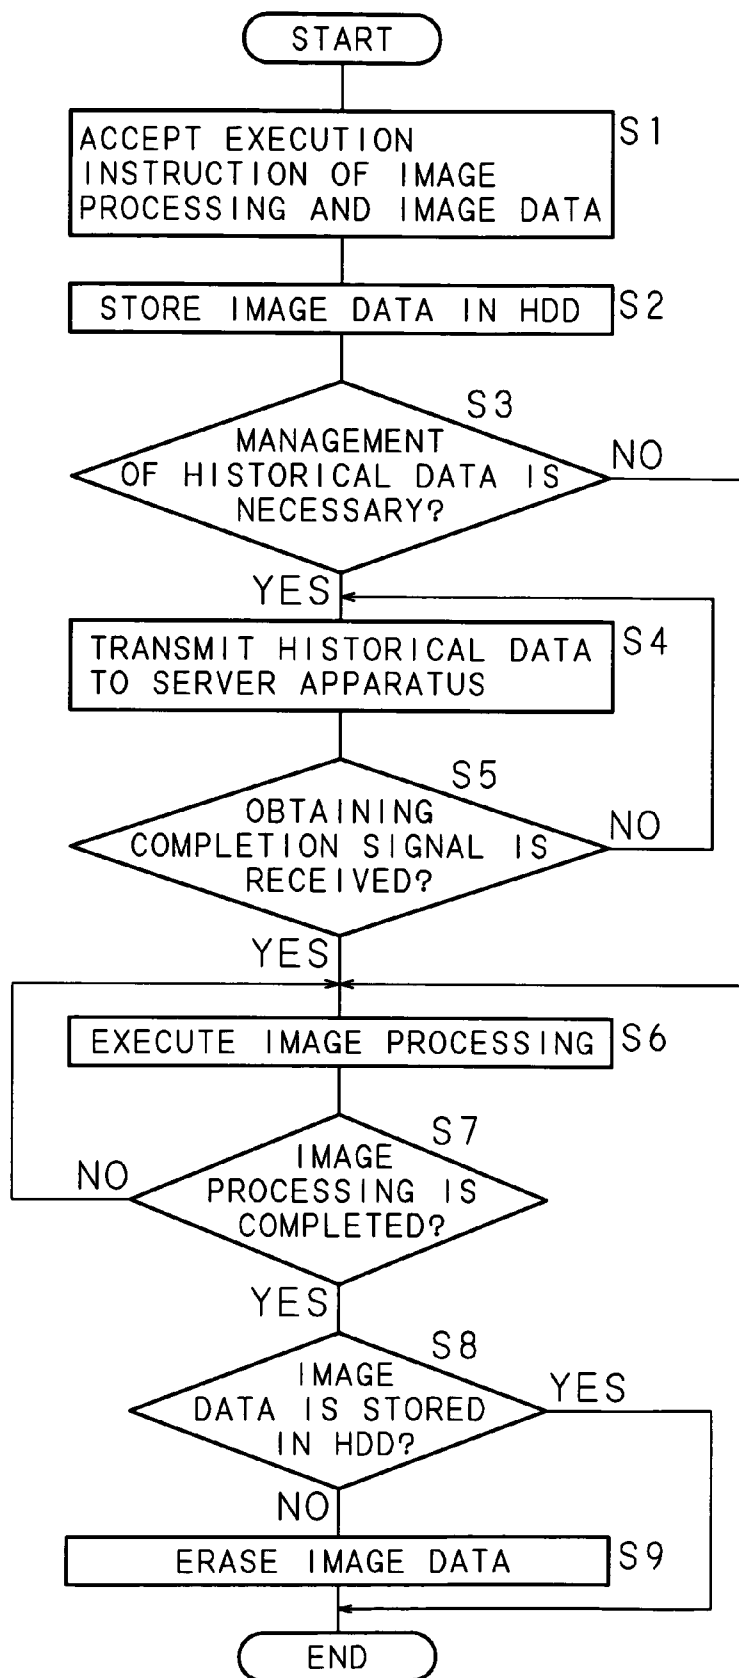 START
ACCEPT EXECUTION
INSTRUCTION OF IMAGE
PROCESSING AND IMAGE DATA
S1
STORE IMAGE DATA IN HDD
S2
S3
MANAGEMENT
OF HISTORICAL DATA IS
NECESSARY?
NO
YES
TRANSMIT HISTORICAL DATA
TO SERVER APPARATUS
S4
S5
OBTAINING
COMPLETION SIGNAL IS
RECEIVED?
NO
YES
EXECUTE IMAGE PROCESSING
S6
S7
IMAGE
PROCESSING IS
COMPLETED?
NO
YES
S8
IMAGE
DATA IS STORED
IN HDD?
YES
NO
ERASE IMAGE DATA
S9
END